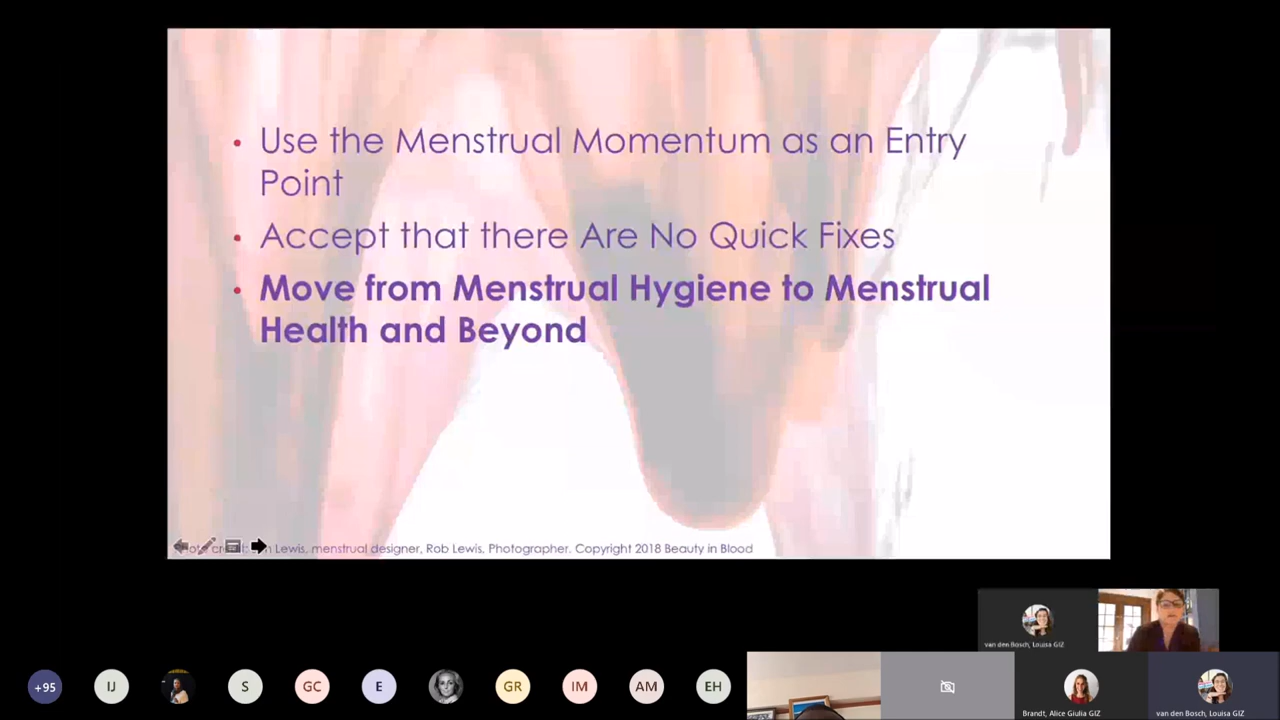 • Use the Menstrual Momentum as an Entry
Point
• Accept that there Are No Quick Fixes
• Move from Menstrual Hygiene to Menstrual
Health and Beyond
Lewis, menstrual designer, Rob Lewis, Photographer. Copyright 2018 Beauty in Blood
van den Bosch, Louisa GIZ
+95
IJ
S
GC
E
GR
IM
AM
EH
Brandt, Alice Giulia GIZ
van den Bosch, Louisa GIZ